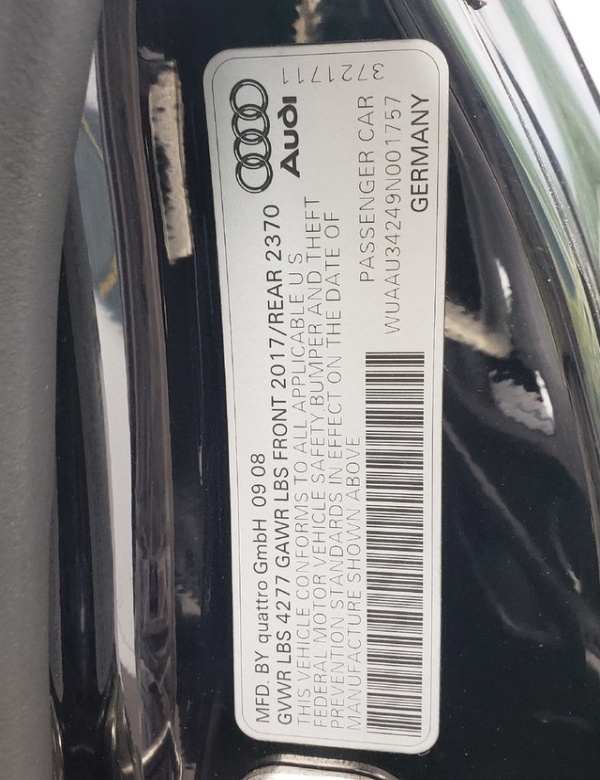 MFD. BY quattro GmbH 09 08
GVWR LBS 4277 GAWR LBS FRONT 2017/REAR 2370
THIS VEHICLE CONFORMS TO ALL APPLICABLE U S
FEDERAL MOTOR VEHICLE SAFETY,BUMPER AND THEFT
PREVENTION STANDARDS IN EFFECT ON THE DATE OF
MANUFACTURE SHOWN ABOVE
Audi
PASSENGER CAR
WUAAU34249N001757
GERMANY
3721711